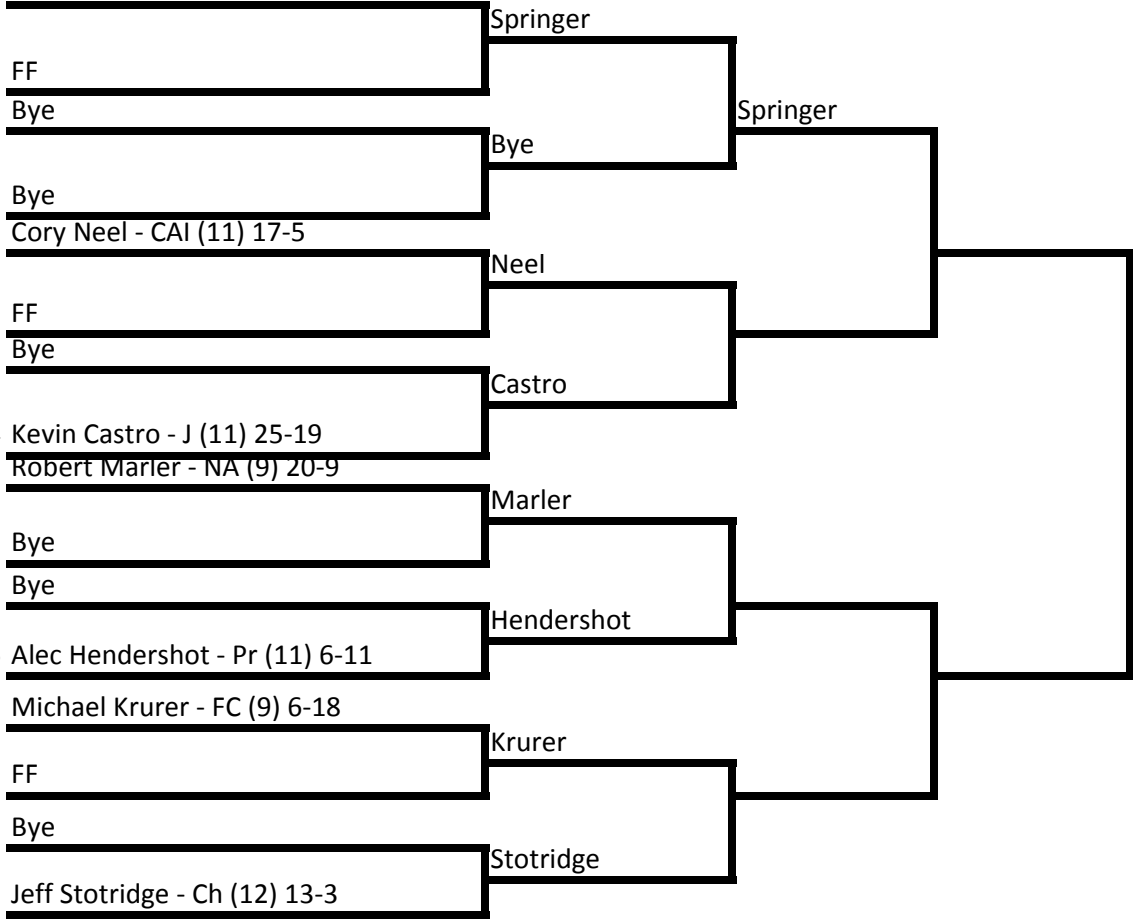 Springer
FF
Bye
Springer
Bye
Bye
Cory Neel - CAI (11) 17-5
Neel
FF
Bye
Castro
Kevin Castro - J (11) 25-19
Robert Marler - NA (9) 20-9
Marler
Bye
Bye
Hendershot
Alec Hendershot - Pr (11) 6-11
Michael Krurer - FC (9) 6-18
Krurer
FF
Bye
Stotridge
Jeff Stotridge - Ch (12) 13-3